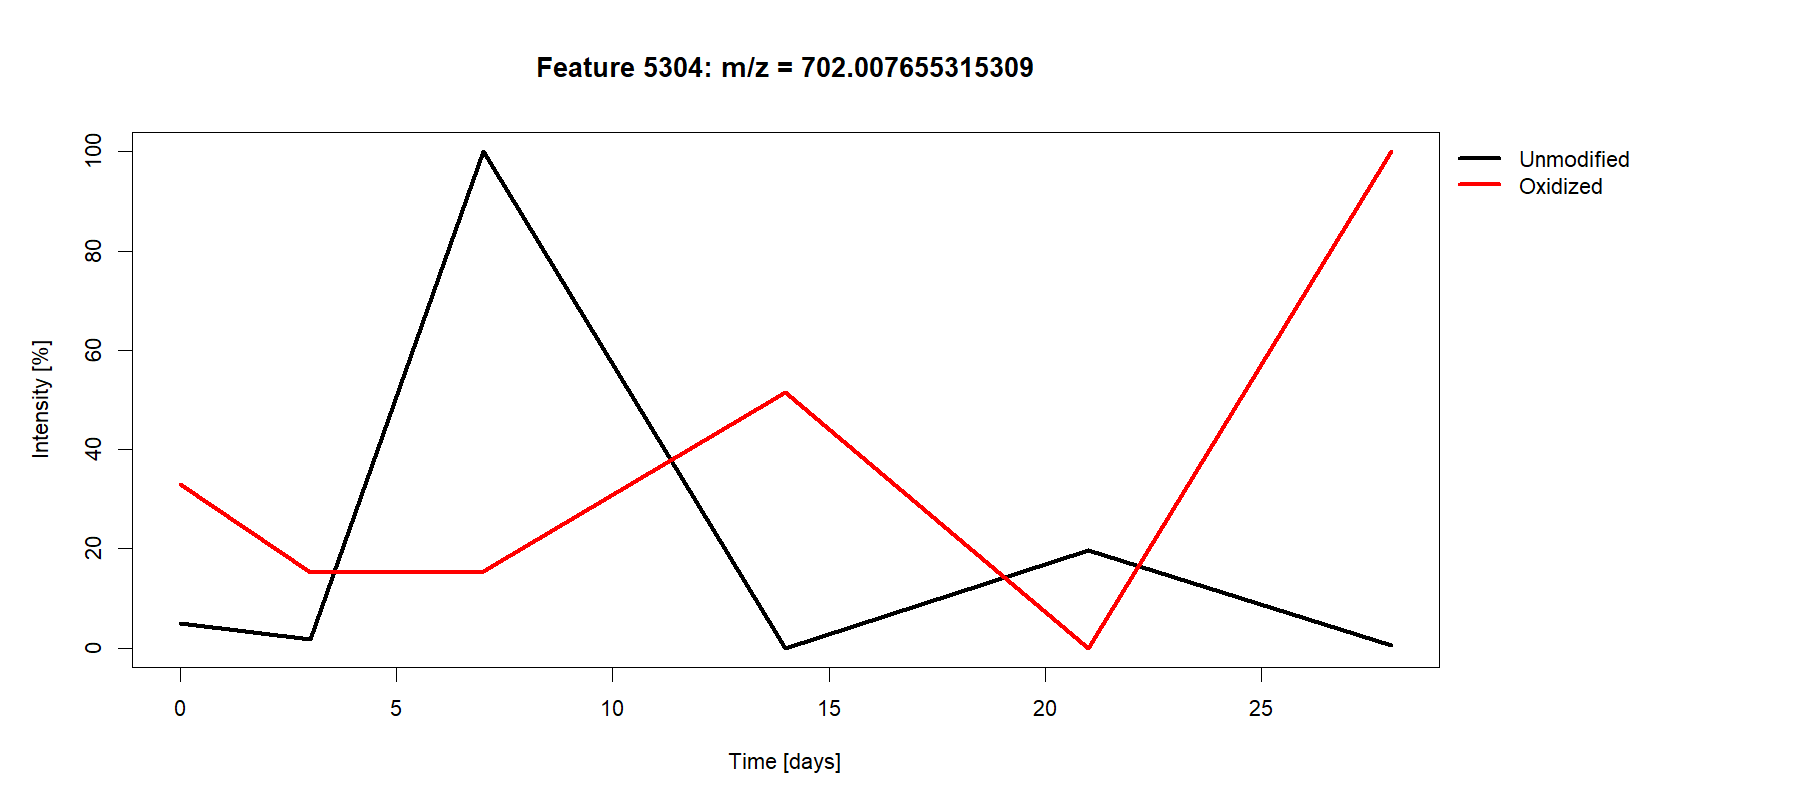 Feature 5304: m/z = 702.007655315309
Unmodified
Oxidized
Intensity [%]
100
80
60
40
20
0
0 5 10 15 20 25
Time [days]